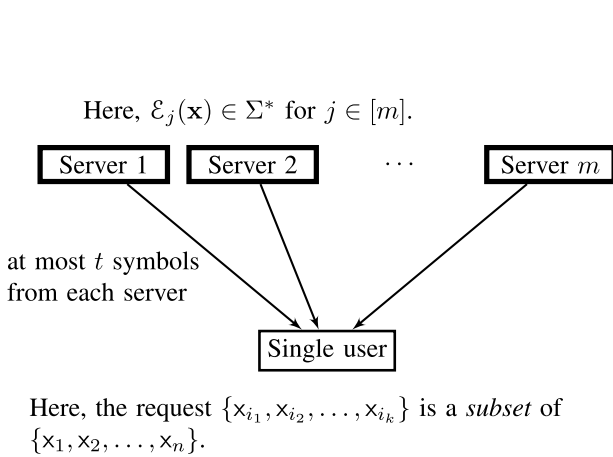 Here, ℰ_j(𝐱) ∈ Σ* for j ∈ [m].
Server 1 Server 2 ··· Server m
at most t symbols
from each server
Single user
Here, the request {x_{i_1}, x_{i_2}, . . . , x_{i_k}} is a subset of
{x_1, x_2, . . . , x_n}.